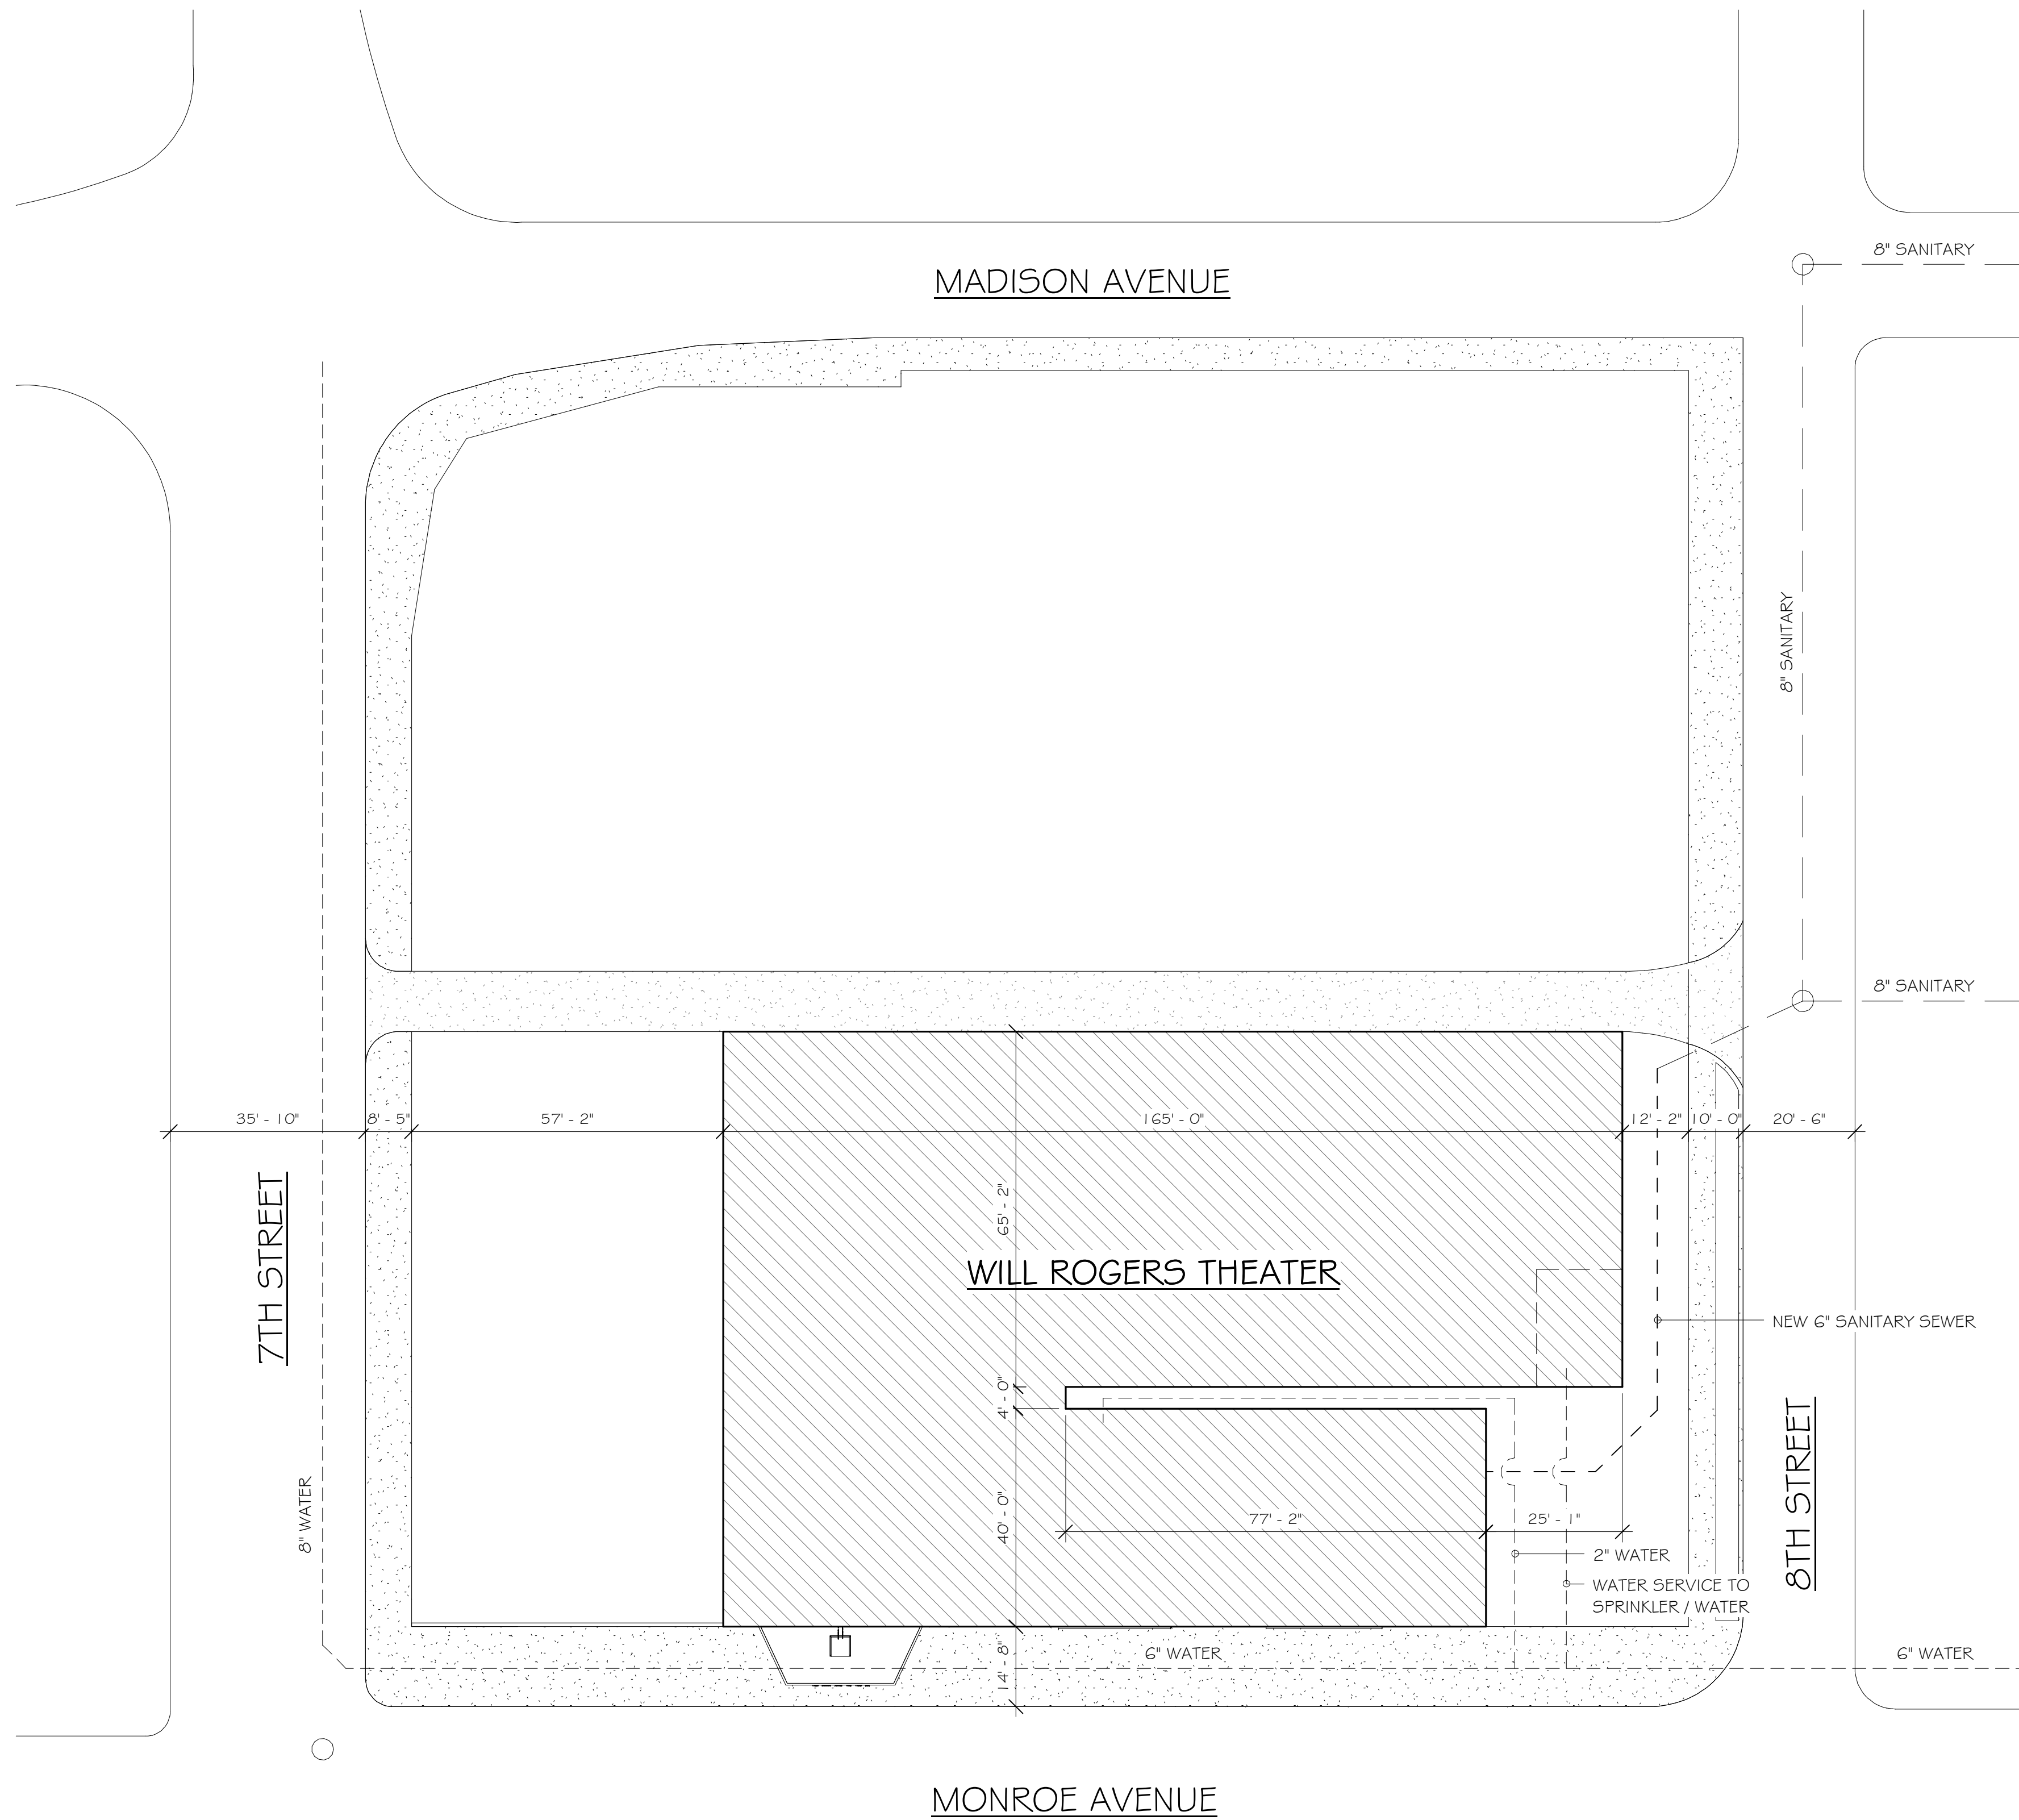 8" SANITARY
MADISON AVENUE
8" SANITARY
8" SANITARY
35' - 10"
8' - 5"
57' - 2"
165' - 0"
12' - 2"
10' - 0"
20' - 6"
7TH STREET
65' - 2"
WILL ROGERS THEATER
NEW 6" SANITARY SEWER
4' - 0"
8TH STREET
8" WATER
40' - 0"
77' - 2"
25' - 1"
2" WATER
WATER SERVICE TO
SPRINKLER / WATER
14' - 8"
6" WATER
6" WATER
MONROE AVENUE